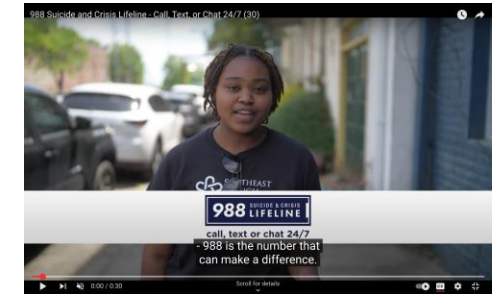 988 Suicide and Crisis Lifeline - Call, Text, or Chat 24/7 (30)
988 SUICIDE & CRISIS LIFELINE
call, text or chat 24/7
- 988 is the number that
can make a difference.
0:00 / 0:30
Scroll for details